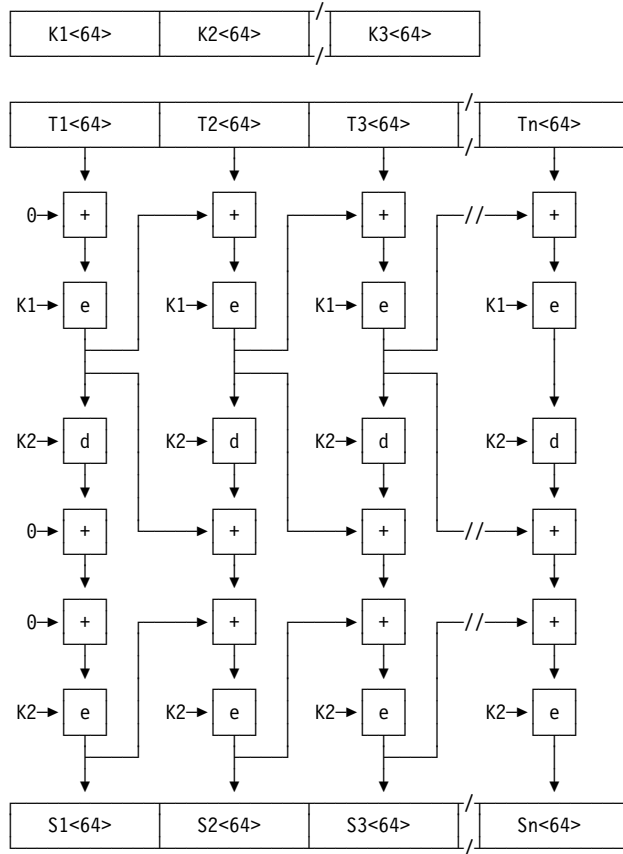 K1<64> K2<64> / K3<64>
/
/
T1<64> T2<64> T3<64> Tn<64>
/
0 + + + // +
K1 e K1 e K1 e K1 e
K2 d K2 d K2 d K2 d
0 + + + // +
0 + + + // +
K2 e K2 e K2 e K2 e
/
S1<64> S2<64> S3<64> Sn<64>
/